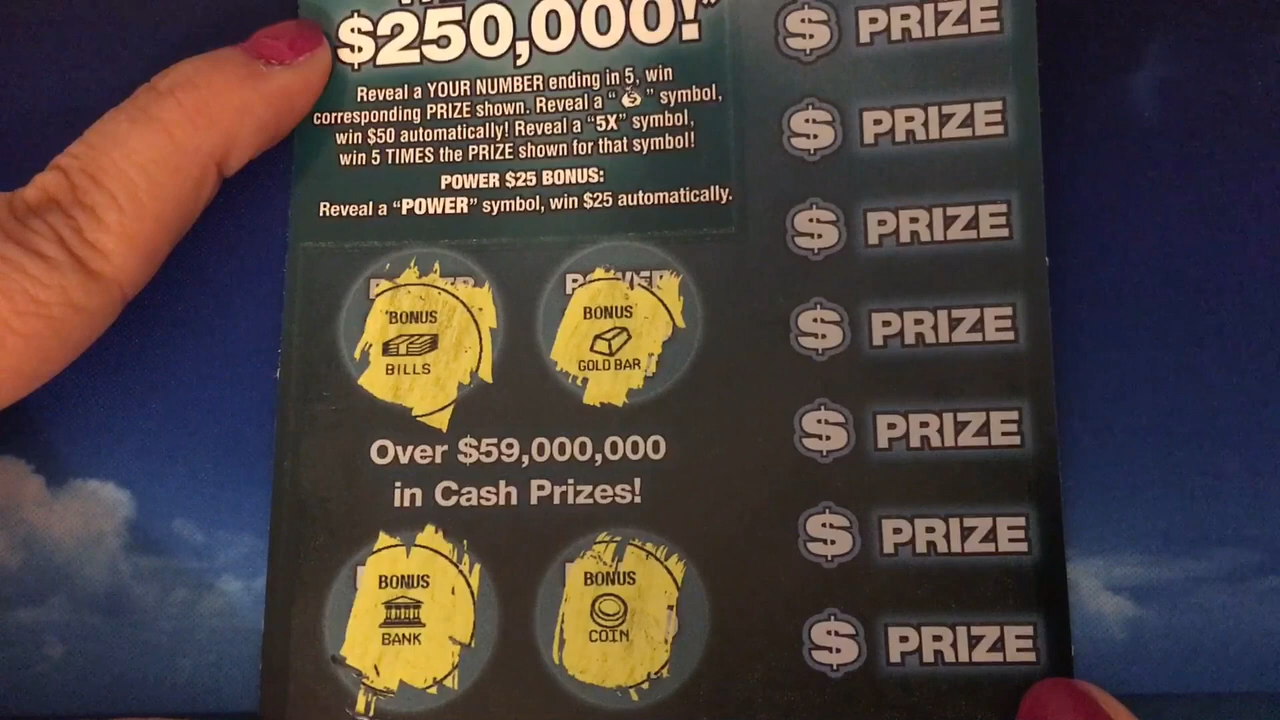 $250,000!*
Reveal a YOUR NUMBER ending in 5, win
corresponding PRIZE shown. Reveal a " " symbol,
win $50 automatically! Reveal a "5X" symbol,
win 5 TIMES the PRIZE shown for that symbol!
POWER $25 BONUS:
Reveal a "POWER" symbol, win $25 automatically.
POWER
BONUS
BILLS
POWER
BONUS
GOLD BAR
Over $59,000,000
in Cash Prizes!
BONUS
BANK
BONUS
COIN
$ PRIZE
$ PRIZE
$ PRIZE
$ PRIZE
$ PRIZE
$ PRIZE
$ PRIZE